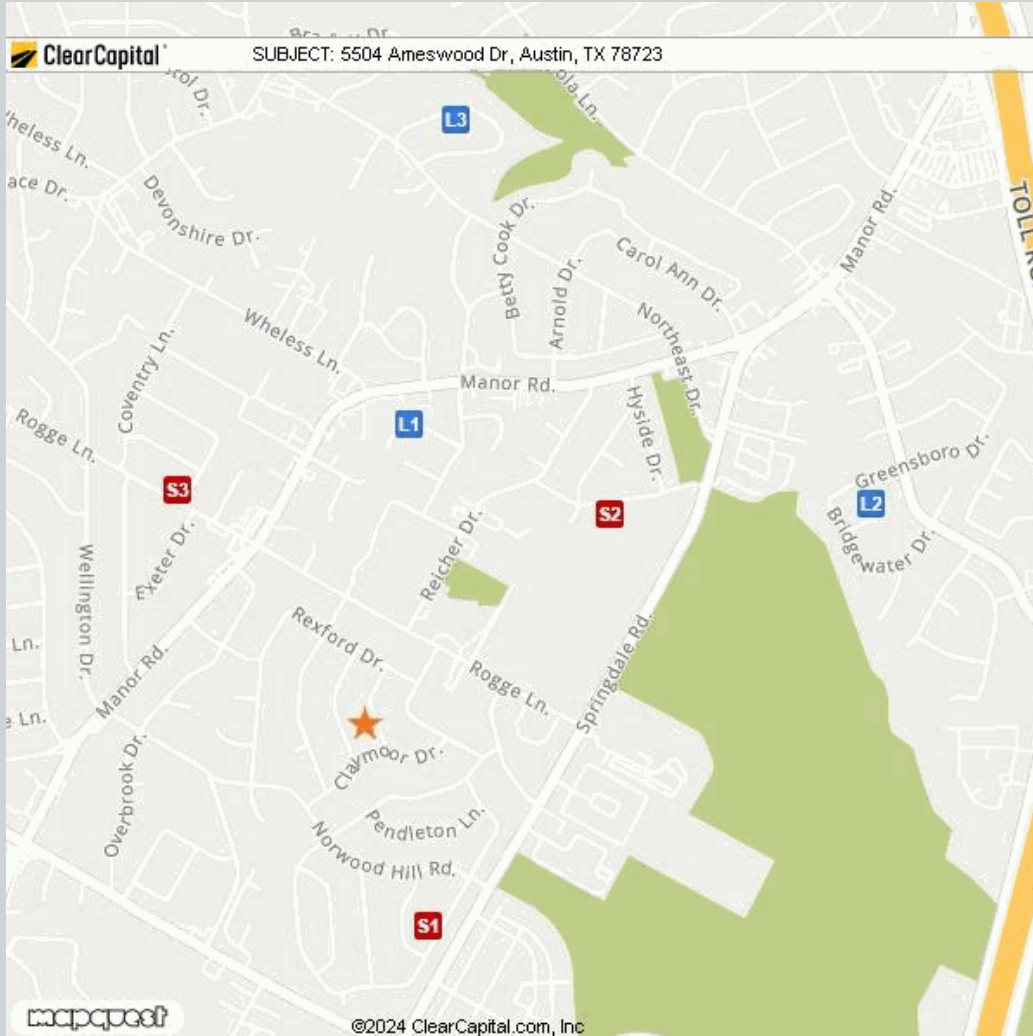 ClearCapital
SUBJECT: 5504 Ameswood Dr, Austin, TX 78723
L3
Wheless Ln.
Devonshire Dr.
Betty Cook Dr.
Arnold Dr.
Carol Ann Dr.
Manor Rd.
TOLL
Wheless Ln.
Northeast Dr.
Coventry Ln.
Manor Rd.
Hyside Dr.
L1
Rogge Ln.
S3
Greensboro Dr.
L2
S2
Bridgewater Dr.
Exeter Dr.
Reicher Dr.
Wellington Dr.
Rexford Dr.
Ln.
Manor Rd.
Rogge Ln.
Springdale Rd.
Ln.
Claymoor Dr.
Overbrook Dr.
Pendleton Ln.
Norwood Hill Rd.
S1
mapquest
©2024 ClearCapital.com, Inc